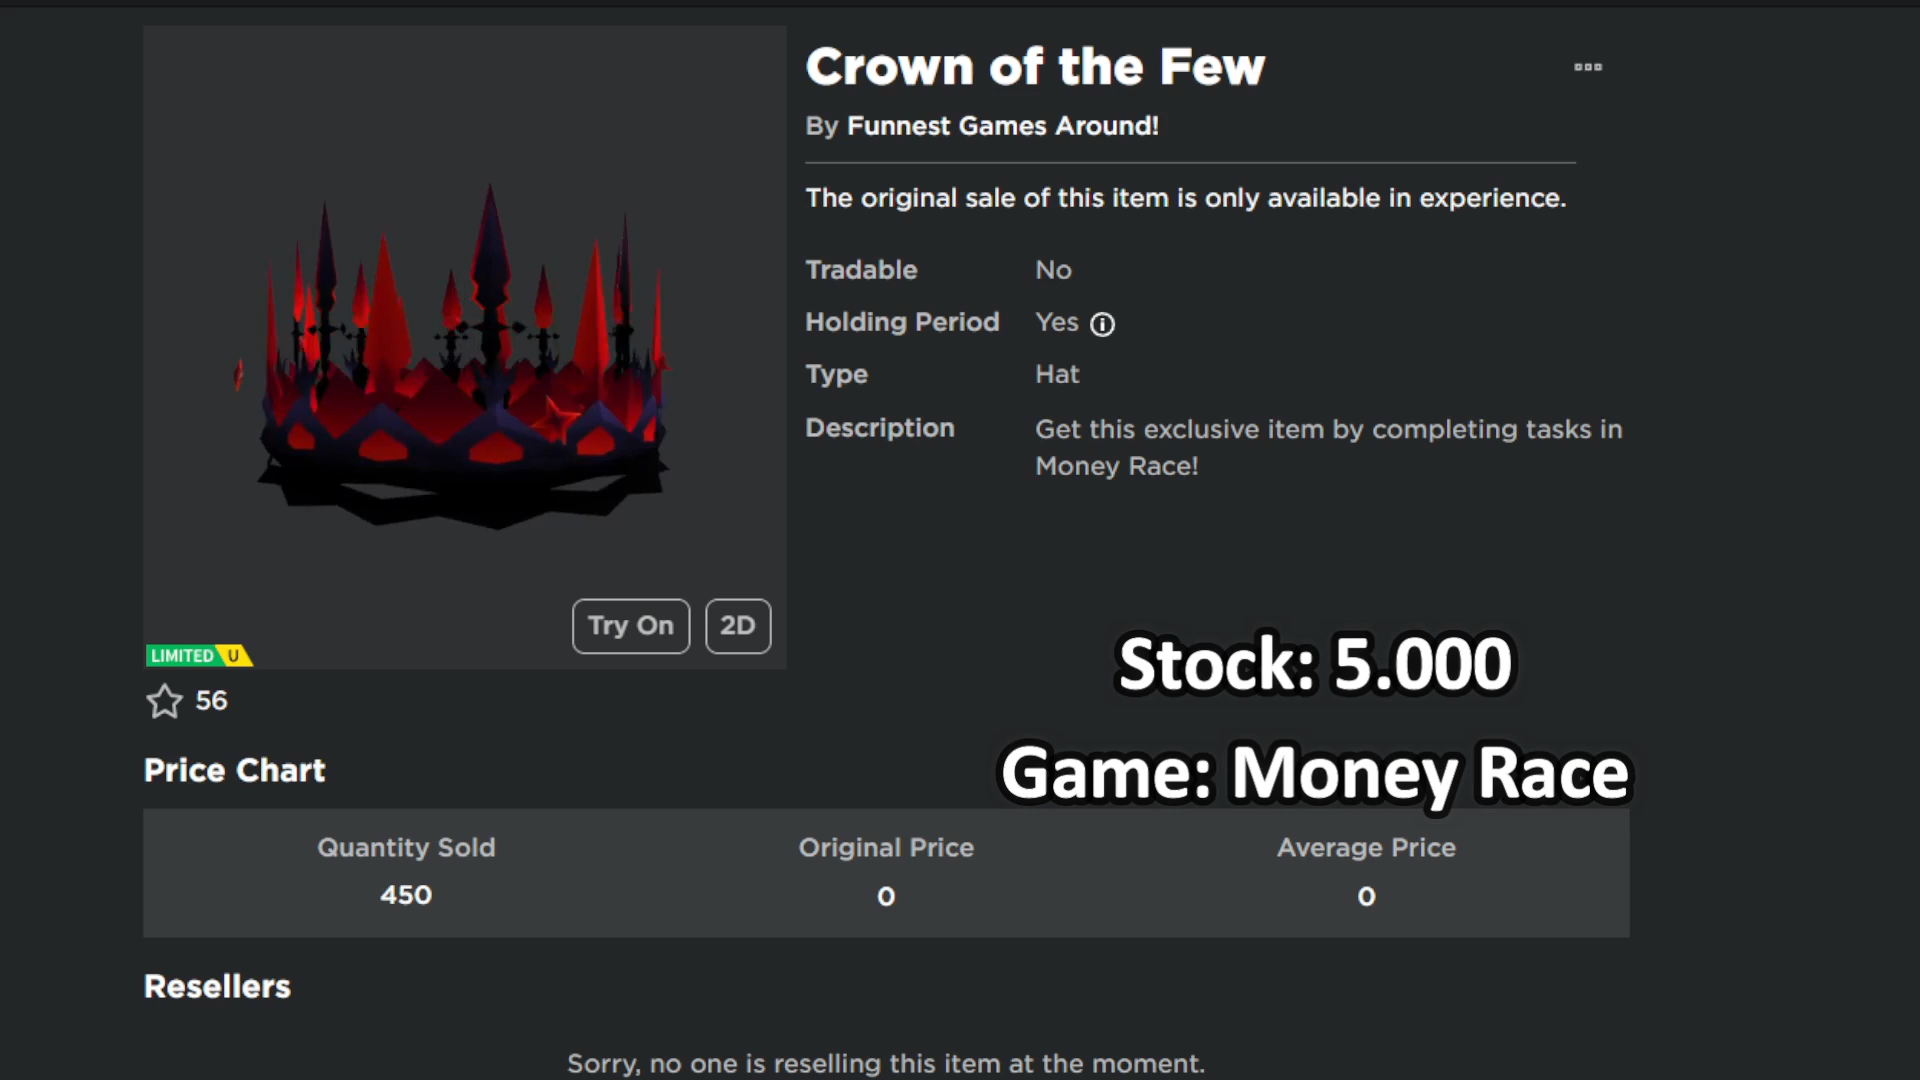 Crown of the Few
By Funnest Games Around!
The original sale of this item is only available in experience.
Tradable No
Holding Period Yes
Type Hat
Description Get this exclusive item by completing tasks in
Money Race!
Try On 2D
LIMITED U
56
Stock: 5.000
Game: Money Race
Price Chart
Quantity Sold Original Price Average Price
450 0 0
Resellers
Sorry, no one is reselling this item at the moment.